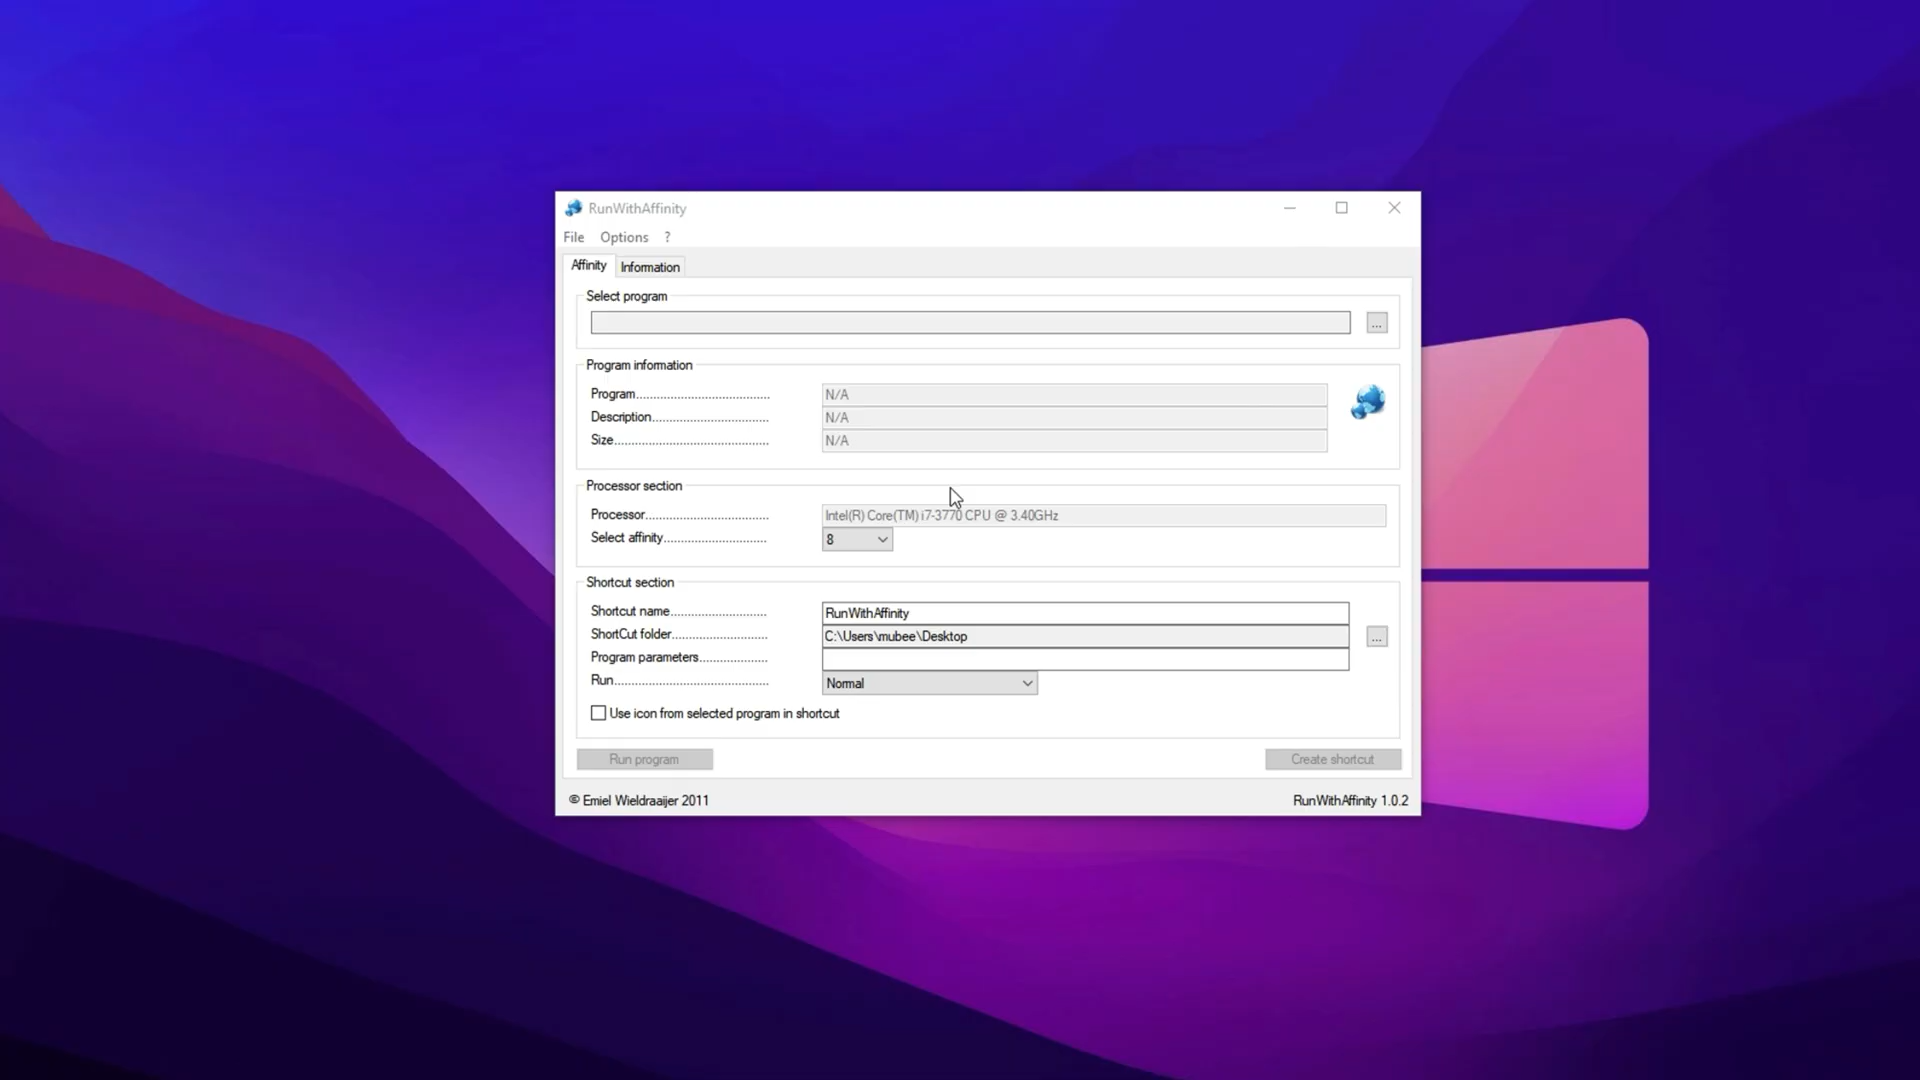 RunWithAffinity
File Options ?
Affinity Information
Select program
...
Program information
Program.......................................... N/A
Description.................................... N/A
Size................................................ N/A
Processor section
Processor....................................... Intel(R) Core(TM) i7-3770 CPU @ 3.40GHz
Select affinity................................ 8
Shortcut section
Shortcut name.............................. RunWithAffinity
ShortCut folder.............................. C:\Users\mubee\Desktop ...
Program parameters.....................
Run................................................ Normal
Use icon from selected program in shortcut
Run program Create shortcut
© Emiel Wieldraaijer 2011 RunWithAffinity 1.0.2